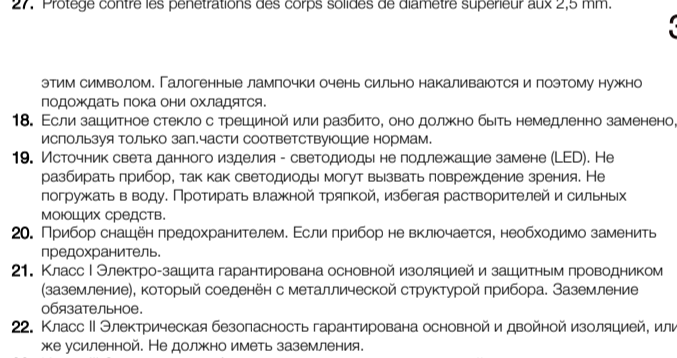 27. Protégé contre les pénétrations des corps solides de diamètre supérieur aux 2,5 mm.
этим символом. Галогенные лампочки очень сильно накаливаются и поэтому нужно
подождать пока они охладятся.
18. Если защитное стекло с трещиной или разбито, оно должно быть немедленно заменено,
используя только зап.части соответствующие нормам.
19. Источник света данного изделия - светодиоды не подлежащие замене (LED). Не
разбирать прибор, так как светодиоды могут вызвать повреждение зрения. Не
погружать в воду. Протирать влажной тряпкой, избегая растворителей и сильных
моющих средств.
20. Прибор снащён предохранителем. Если прибор не включается, необходимо заменить
предохранитель.
21. Класс I Электро-защита гарантирована основной изоляцией и защитным проводником
(заземление), который соеденён с металлической структурой прибора. Заземление
обязательное.
22. Класс II Электрическая безопасность гарантирована основной и двойной изоляцией, или
же усиленной. Не должно иметь заземления.